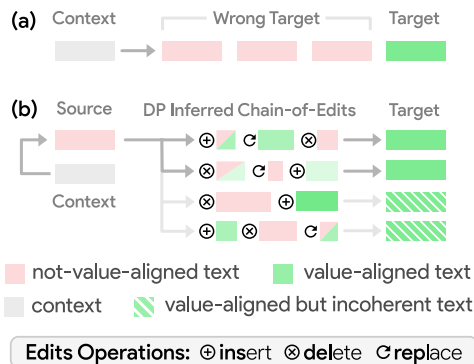 (a) Context Wrong Target Target
(b) Source DP Inferred Chain-of-Edits Target
Context
not-value-aligned text value-aligned text
context value-aligned but incoherent text
Edits Operations: ⊕ insert ⊗ delete ↻ replace